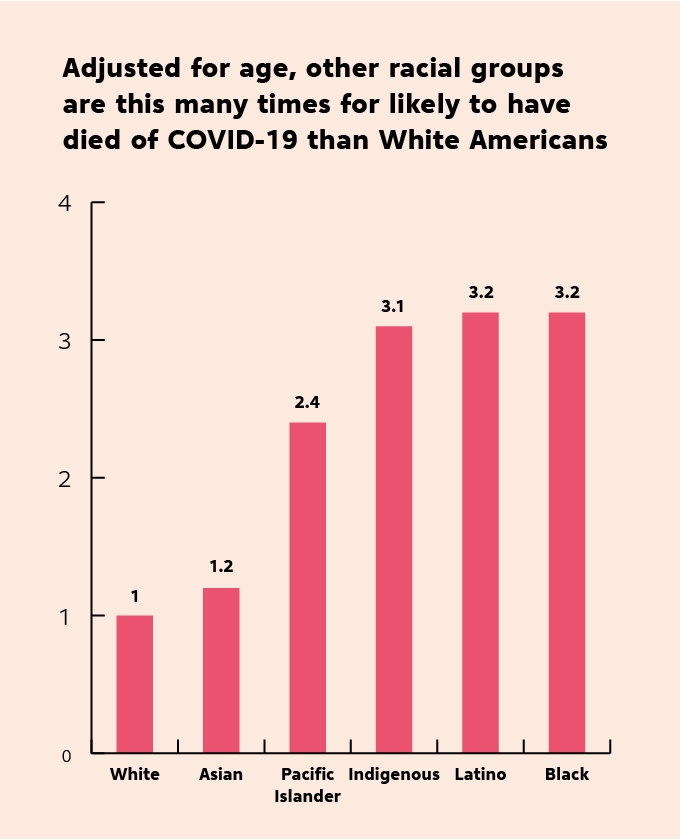 Adjusted for age, other racial groups
are this many times for likely to have
died of COVID-19 than White Americans
4
3
2
1
0
1
1.2
2.4
3.1
3.2
3.2
White
Asian
Pacific
Islander
Indigenous
Latino
Black